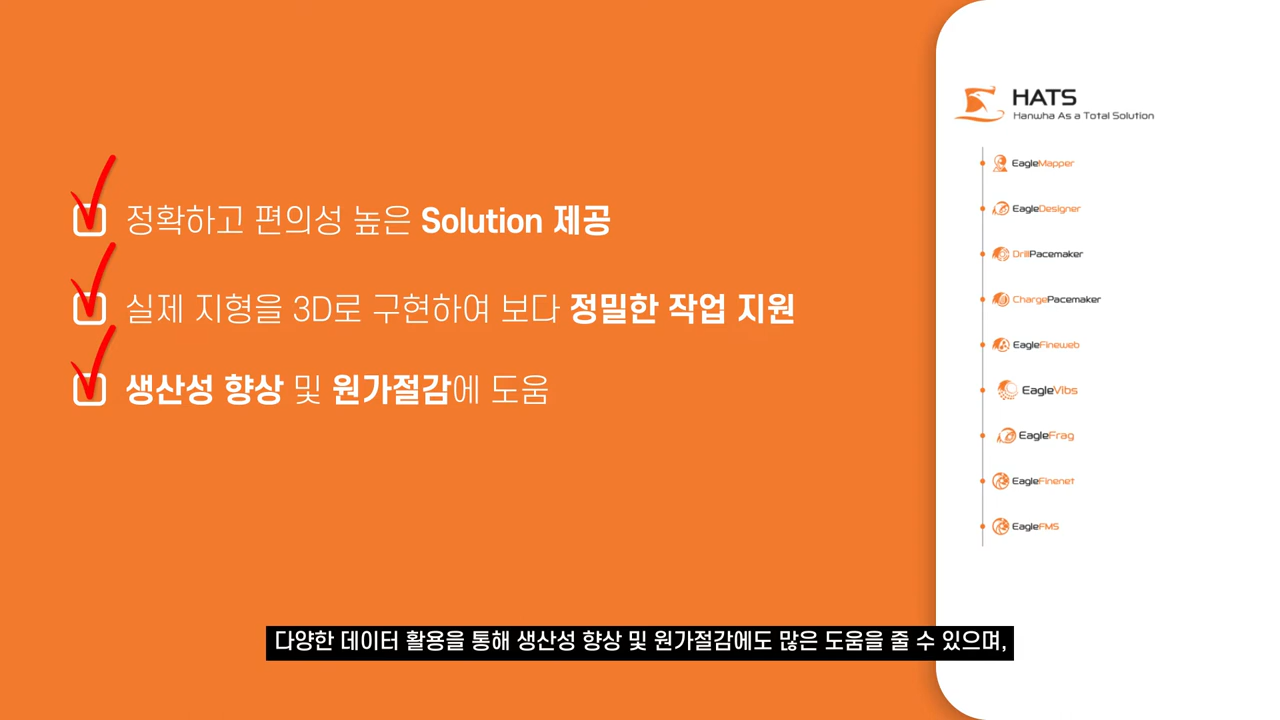 정확하고 편의성 높은 Solution 제공
실제 지형을 3D로 구현하여 보다 정밀한 작업 지원
생산성 향상 및 원가절감에 도움
HATS
Hanwha As a Total Solution
EagleMapper
EagleDesigner
DrillPacemaker
ChargePacemaker
EagleFineweb
EagleVibs
EagleFrag
EagleFinenet
EagleFMS
다양한 데이터 활용을 통해 생산성 향상 및 원가절감에도 많은 도움을 줄 수 있으며,